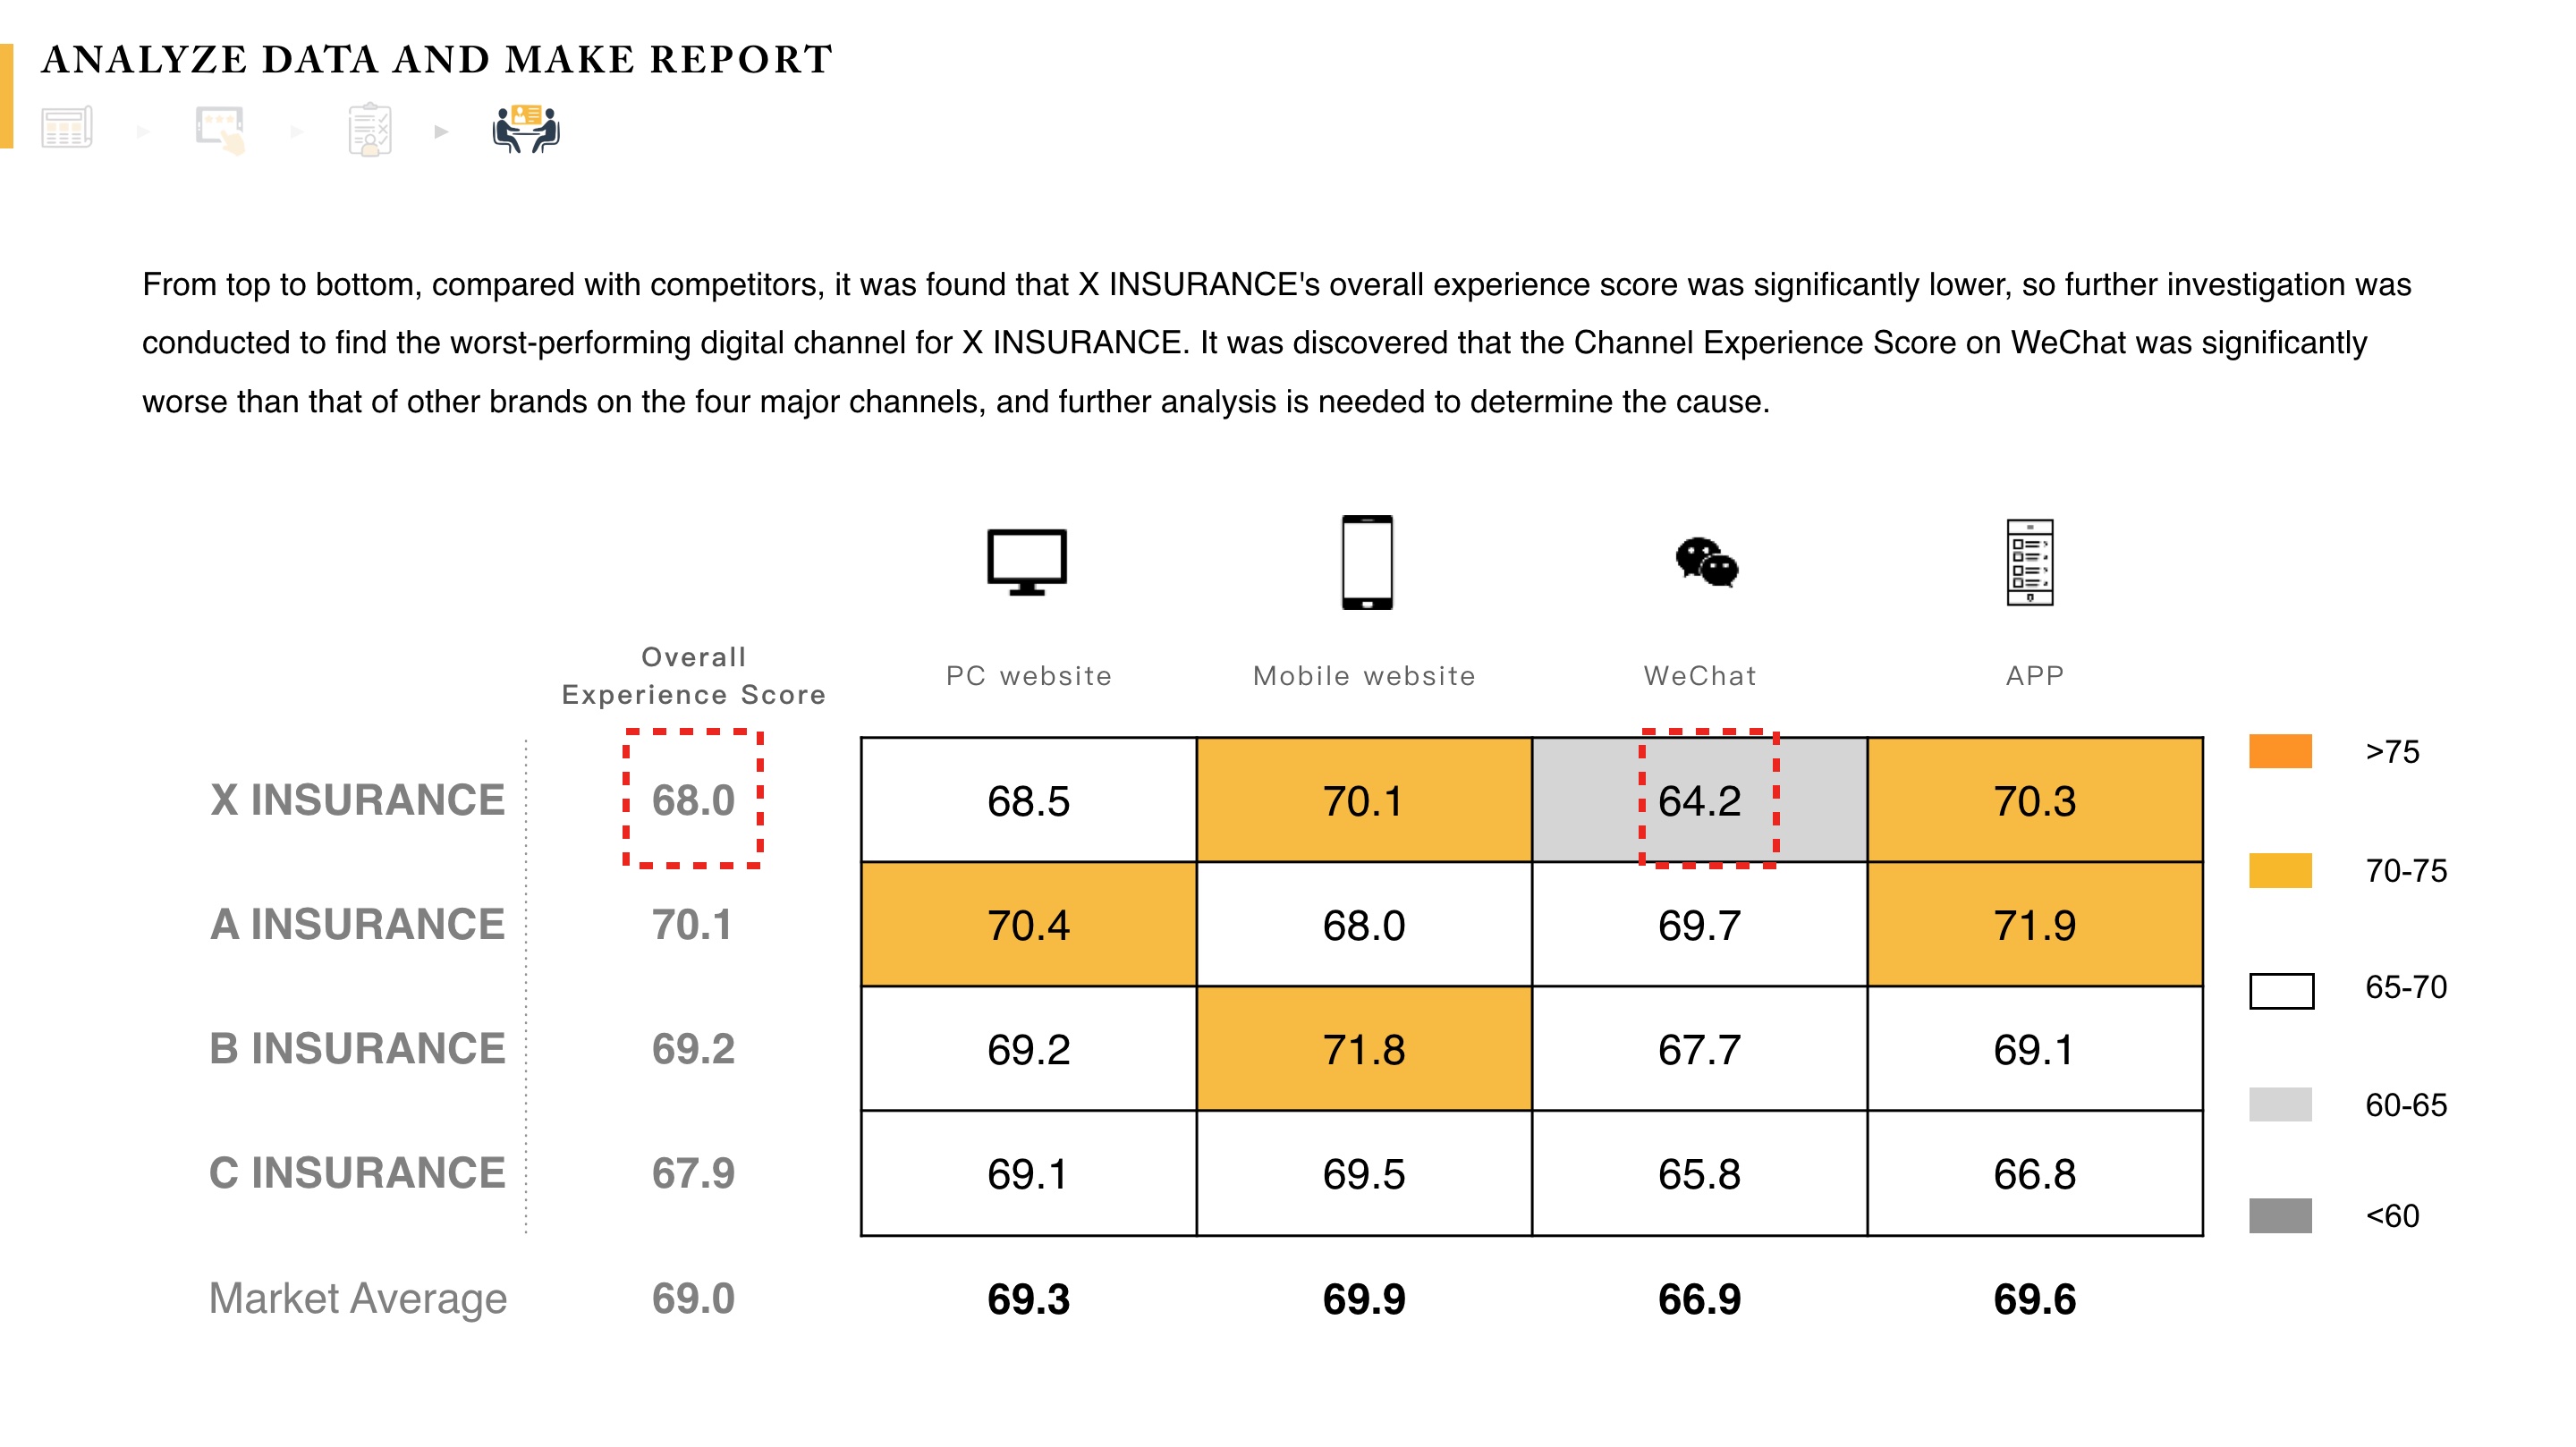 ANALYZE DATA AND MAKE REPORT
From top to bottom, compared with competitors, it was found that X INSURANCE's overall experience score was significantly lower, so further investigation was
conducted to find the worst-performing digital channel for X INSURANCE. It was discovered that the Channel Experience Score on WeChat was significantly
worse than that of other brands on the four major channels, and further analysis is needed to determine the cause.
Overall
Experience Score
PC website
Mobile website
WeChat
APP
X INSURANCE 68.0 68.5 70.1 64.2 70.3
A INSURANCE 70.1 70.4 68.0 69.7 71.9
B INSURANCE 69.2 69.2 71.8 67.7 69.1
C INSURANCE 67.9 69.1 69.5 65.8 66.8
Market Average 69.0 69.3 69.9 66.9 69.6
>75
70-75
65-70
60-65
<60